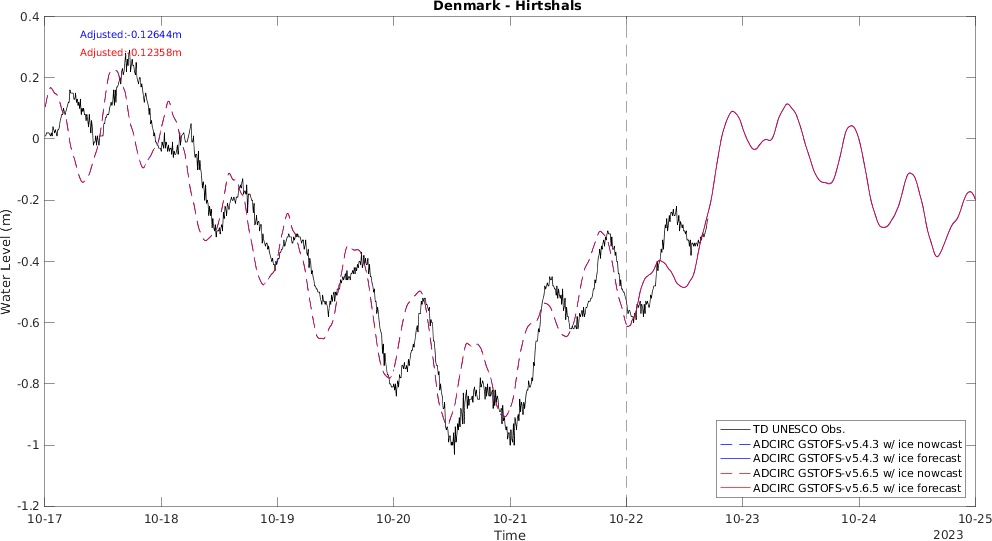 Denmark - Hirtshals
Adjusted:-0.12644m
Adjusted:-0.12358m
0.4
0.2
0
-0.2
-0.4
-0.6
-0.8
-1
-1.2
Water Level (m)
TD UNESCO Obs.
ADCIRC GSTOFS-v5.4.3 w/ ice nowcast
ADCIRC GSTOFS-v5.4.3 w/ ice forecast
ADCIRC GSTOFS-v5.6.5 w/ ice nowcast
ADCIRC GSTOFS-v5.6.5 w/ ice forecast
10-17 10-18 10-19 10-20 10-21 10-22 10-23 10-24 10-25
Time
2023